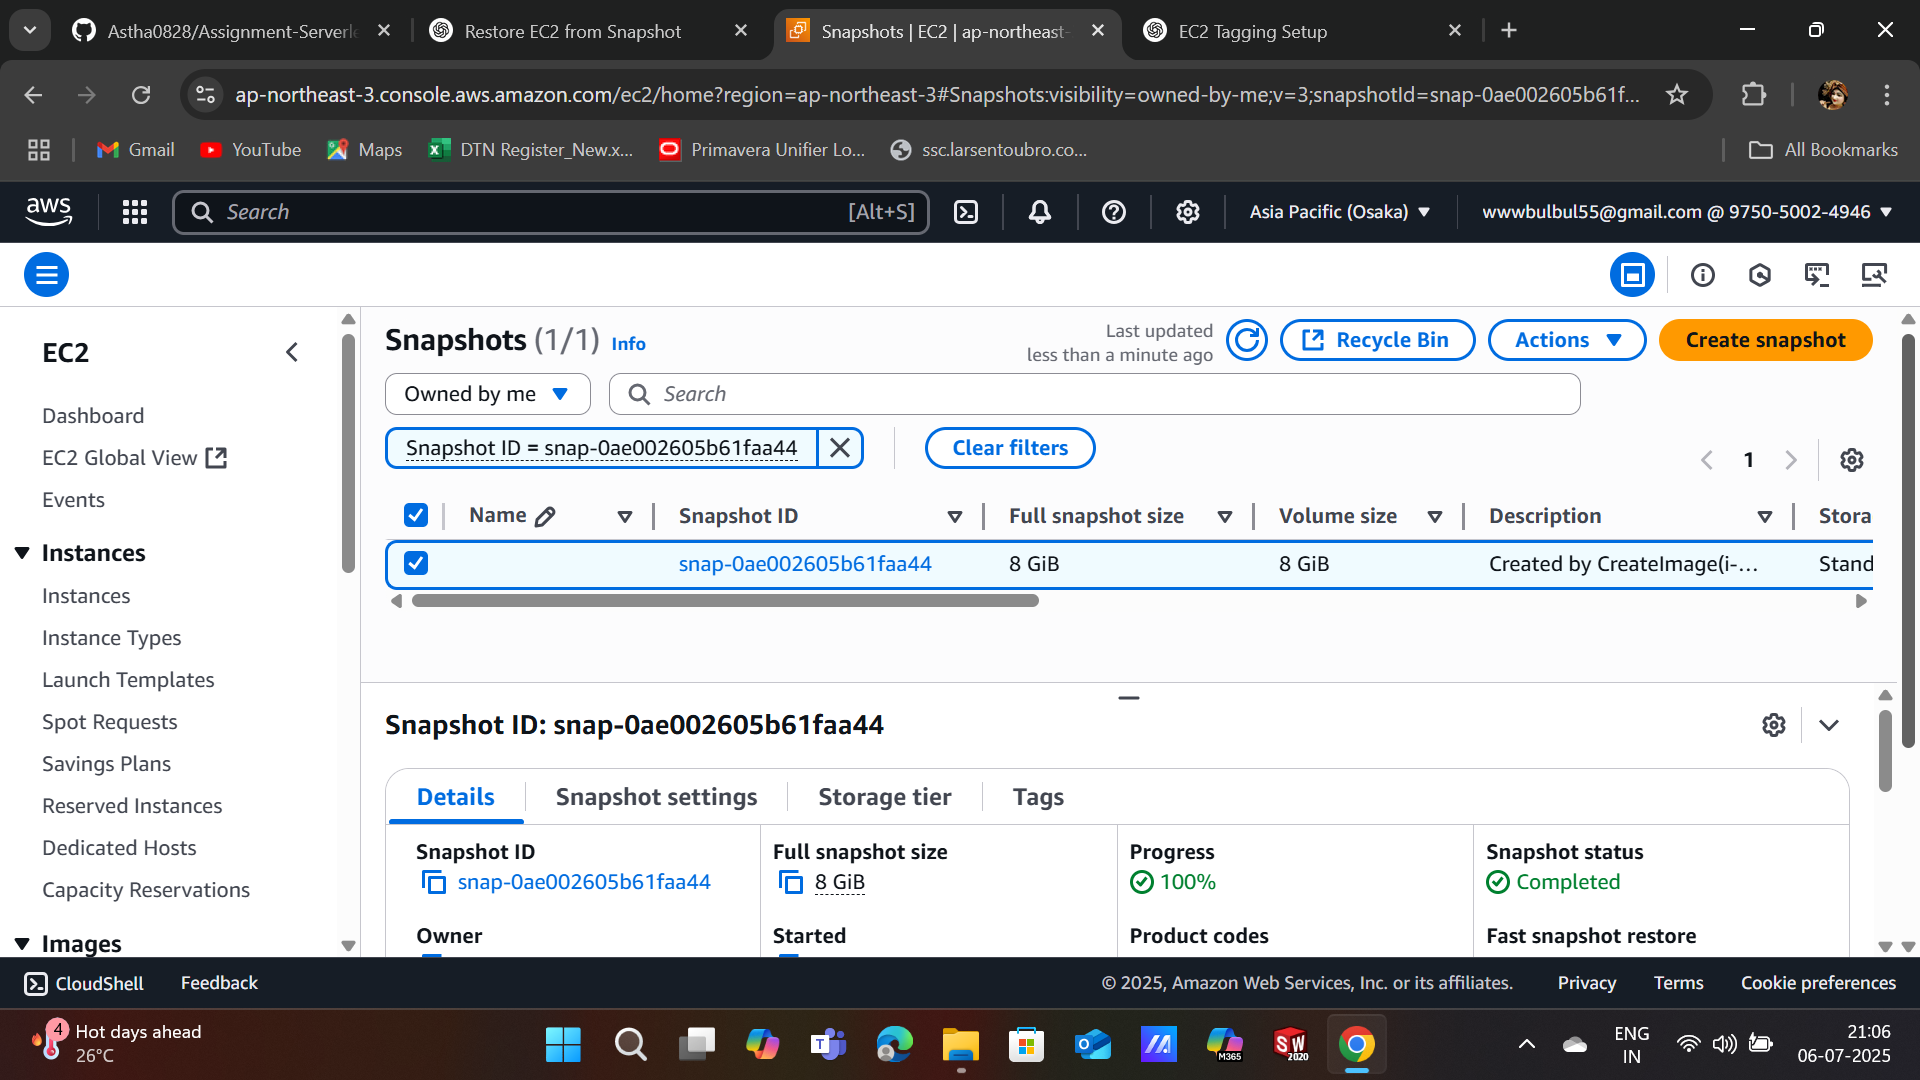 Astha0828/Assignment-Serverle
Restore EC2 from Snapshot
Snapshots | EC2 | ap-northeast-
EC2 Tagging Setup
ap-northeast-3.console.aws.amazon.com/ec2/home?region=ap-northeast-3#Snapshots:visibility=owned-by-me;v=3;snapshotId=snap-0ae002605b61f...
Gmail
YouTube
Maps
DTN Register_New.x...
Primavera Unifier Lo...
ssc.larsentoubro.co...
All Bookmarks
aws
Search
[Alt+S]
Asia Pacific (Osaka)
wwwbulbul55@gmail.com @ 9750-5002-4946
EC2
Dashboard
EC2 Global View
Events
Instances
Instances
Instance Types
Launch Templates
Spot Requests
Savings Plans
Reserved Instances
Dedicated Hosts
Capacity Reservations
Images
Snapshots (1/1) Info
Last updated
less than a minute ago
Recycle Bin
Actions
Create snapshot
Owned by me
Search
Snapshot ID = snap-0ae002605b61faa44
Clear filters
1
Name
Snapshot ID
Full snapshot size
Volume size
Description
Stora
snap-0ae002605b61faa44
8 GiB
8 GiB
Created by CreateImage(i-...
Stand
Snapshot ID: snap-0ae002605b61faa44
Details
Snapshot settings
Storage tier
Tags
Snapshot ID
snap-0ae002605b61faa44
Full snapshot size
8 GiB
Progress
100%
Snapshot status
Completed
Owner
Started
Product codes
Fast snapshot restore
CloudShell
Feedback
© 2025, Amazon Web Services, Inc. or its affiliates.
Privacy
Terms
Cookie preferences
4
Hot days ahead
26°C
M365
SW
2020
ENG
IN
21:06
06-07-2025